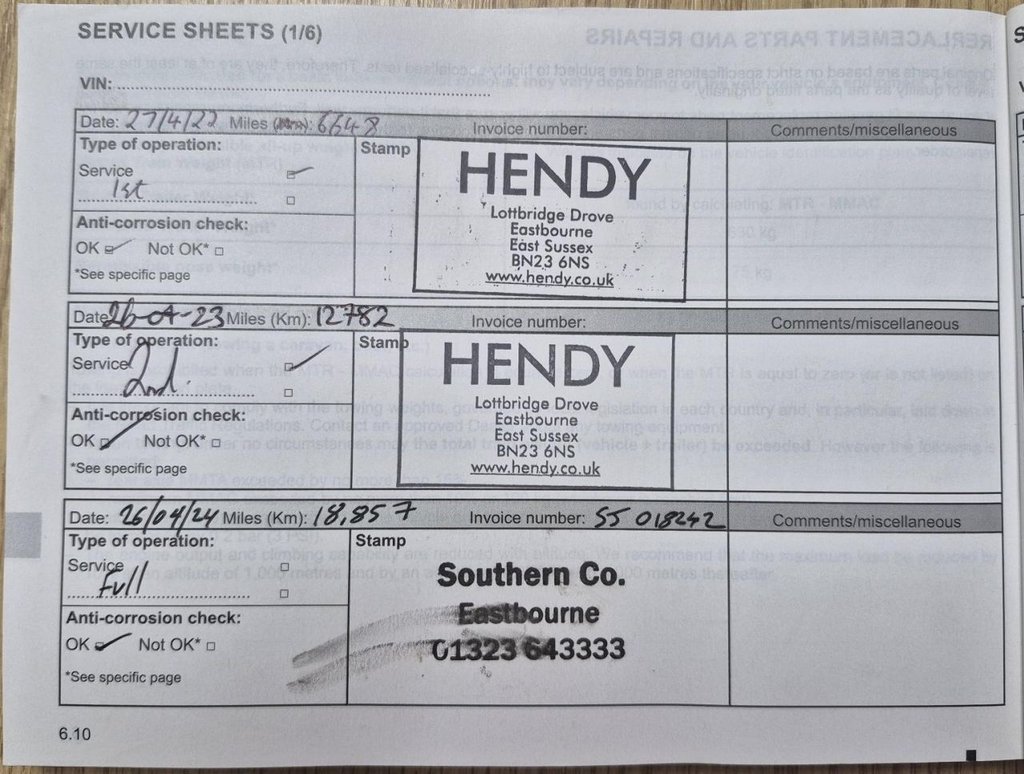 SERVICE SHEETS (1/6)
VIN:
Date: 27/4/22 Miles (Km): 6648 Invoice number: Comments/miscellaneous
Type of operation: Stamp
Service
1st
Anti-corrosion check:
OK Not OK*
*See specific page
HENDY
Lottbridge Drove
Eastbourne
East Sussex
BN23 6NS
www.hendy.co.uk
Date 26-04-23 Miles (Km): 12782 Invoice number: Comments/miscellaneous
Type of operation: Stamp
Service
2nd.
Anti-corrosion check:
OK Not OK*
*See specific page
HENDY
Lottbridge Drove
Eastbourne
East Sussex
BN23 6NS
www.hendy.co.uk
Date: 26/04/24 Miles (Km): 18,857 Invoice number: SS 018242 Comments/miscellaneous
Type of operation: Stamp
Service
Full
Anti-corrosion check:
OK Not OK*
*See specific page
Southern Co.
Eastbourne
01323 643333
6.10